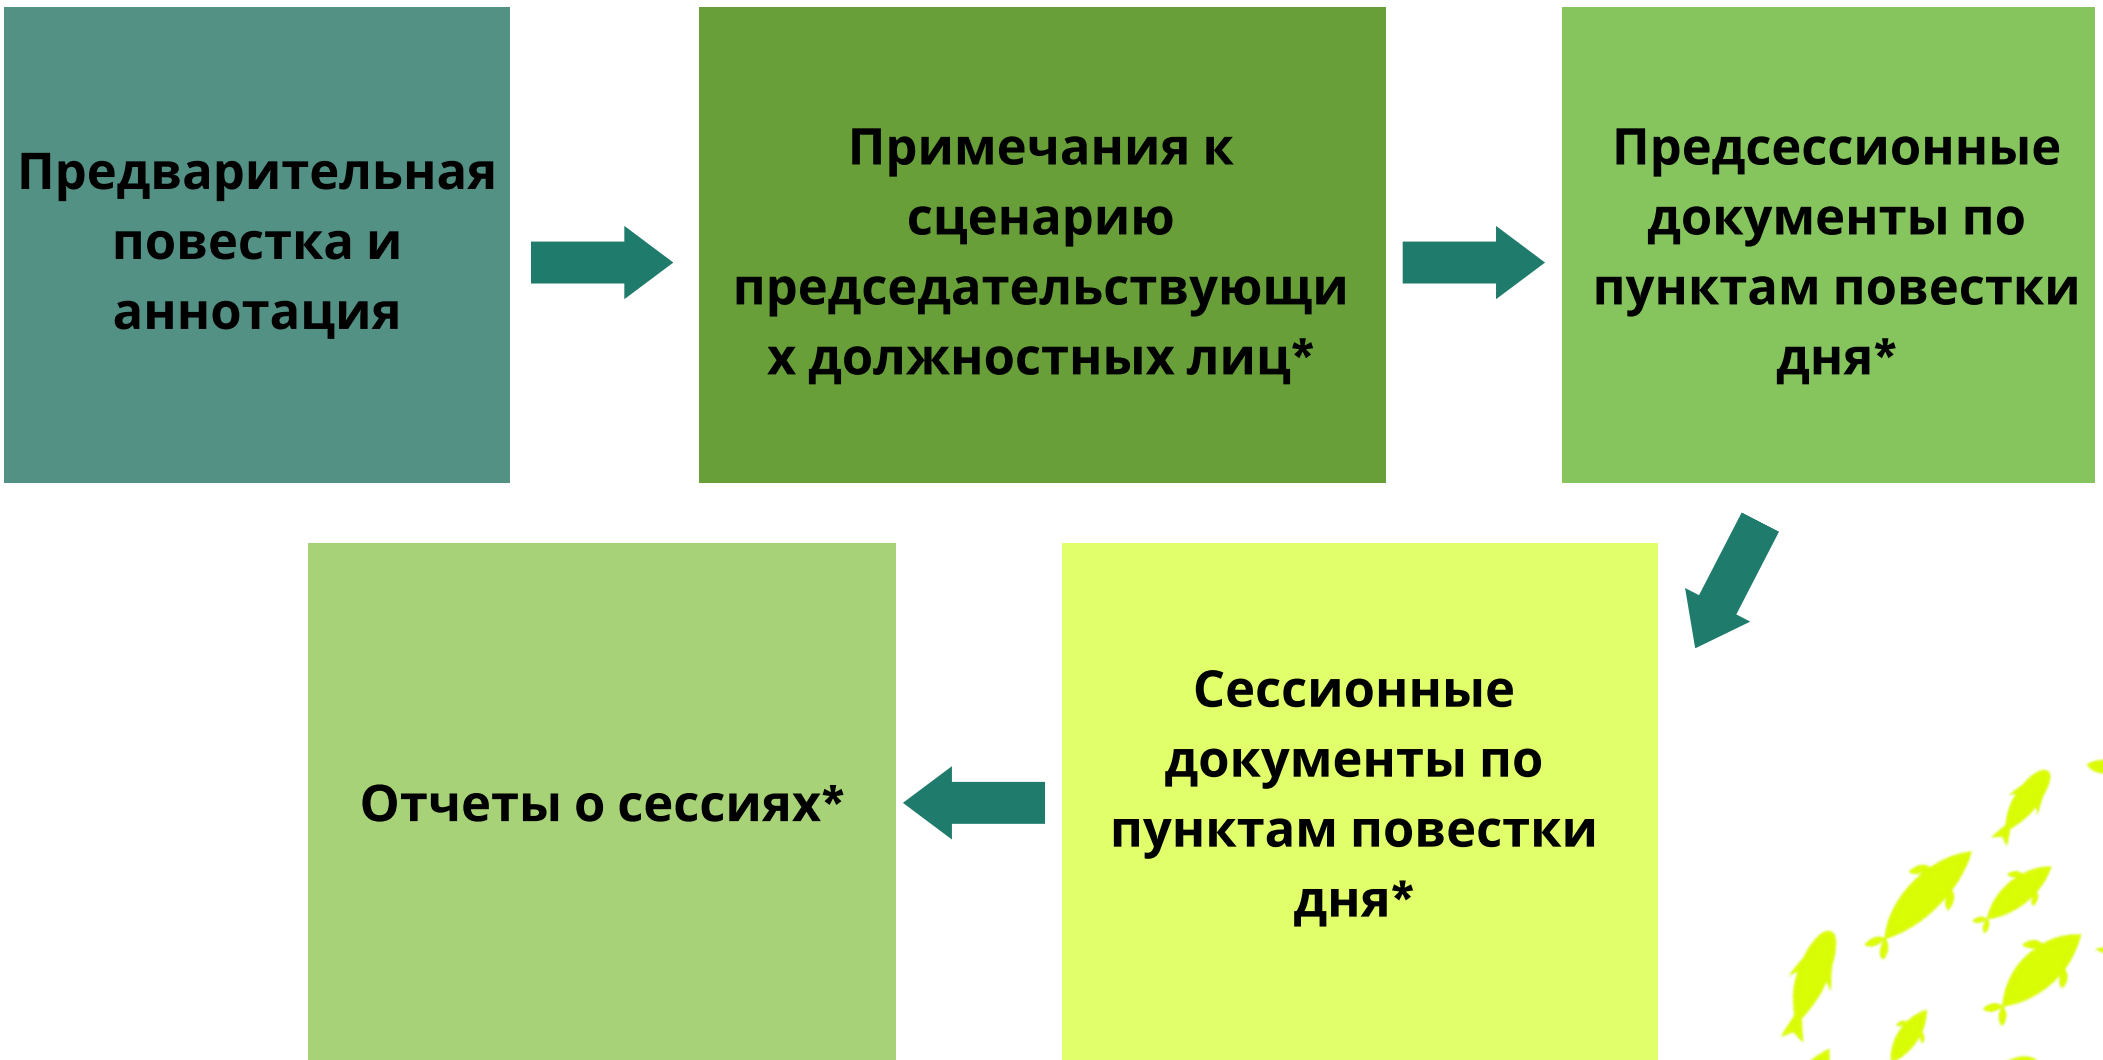 Предварительная
повестка и
аннотация
Примечания к
сценарию
председательствующи
х должностных лиц*
Предсессионные
документы по
пунктам повестки
дня*
Сессионные
документы по
пунктам повестки
дня*
Отчеты о сессиях*